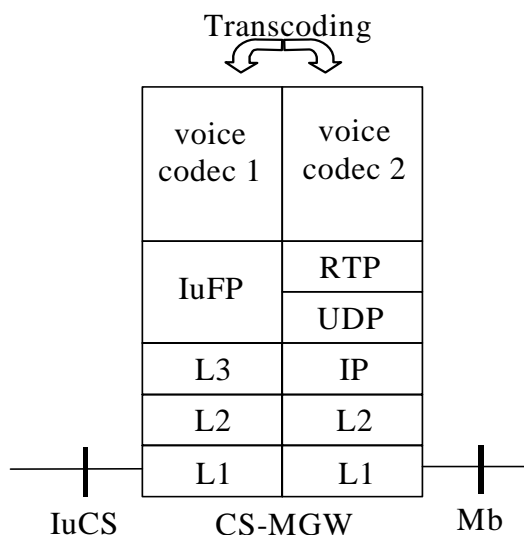 Transcoding
voice
codec 1
voice
codec 2
IuFP
RTP
UDP
L3
IP
L2
L2
L1
L1
IuCS
CS-MGW
Mb